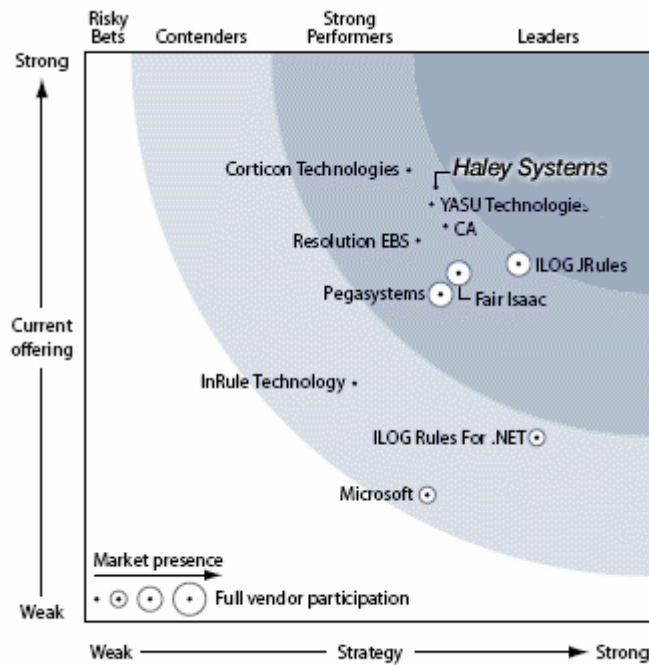 Risky
Bets
Contenders
Strong
Performers
Leaders
Strong
Corticon Technologies
Haley Systems
YASU Technologies
CA
Resolution EBS
ILOG JRules
Pegasystems
Fair Isaac
Current
offering
InRule Technology
ILOG Rules For .NET
Microsoft
Market presence
Full vendor participation
Weak
Weak
Strategy
Strong